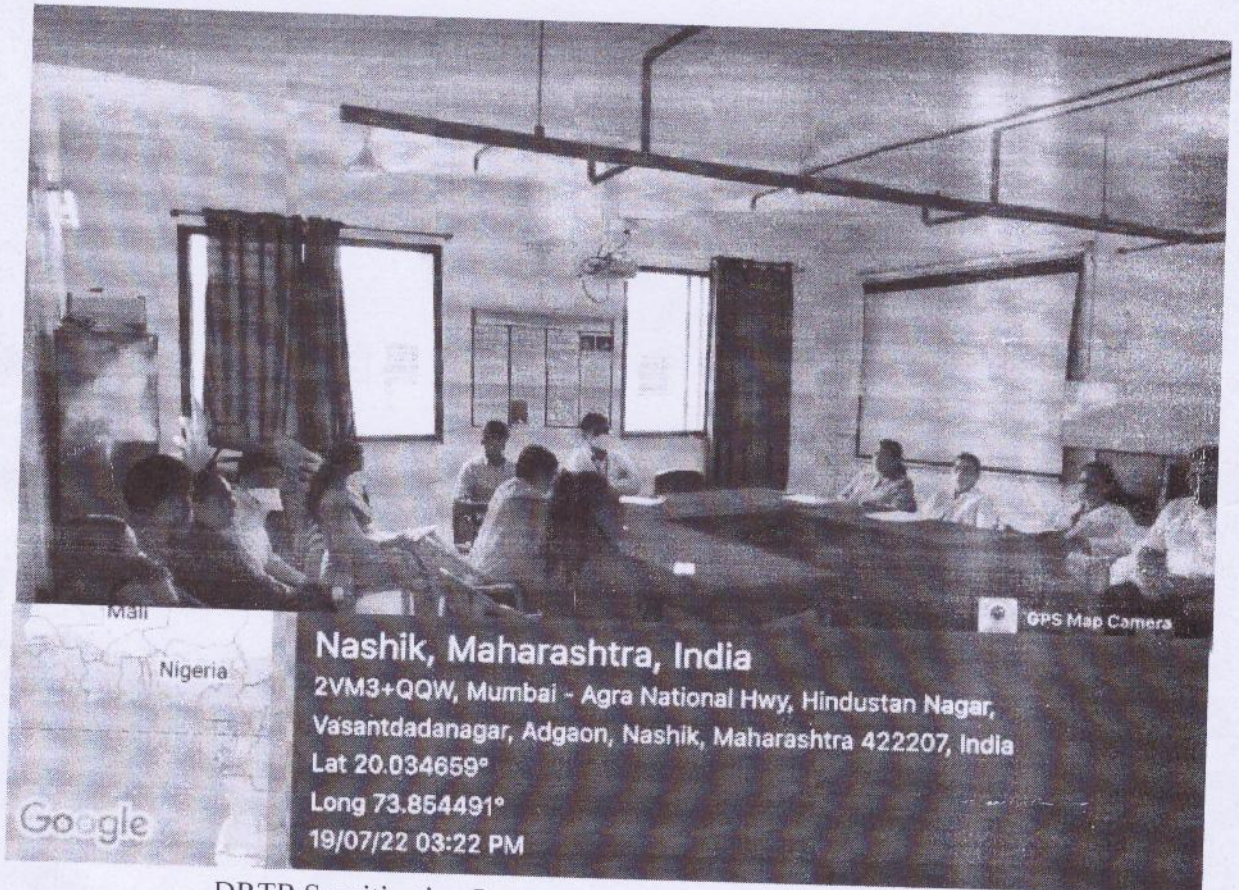 GPS Map Camera
Mali
Nigeria
Google
Nashik, Maharashtra, India
2VM3+QQW, Mumbai - Agra National Hwy, Hindustan Nagar,
Vasantdadanagar, Adgaon, Nashik, Maharashtra 422207, India
Lat 20.034659°
Long 73.854491°
19/07/22 03:22 PM